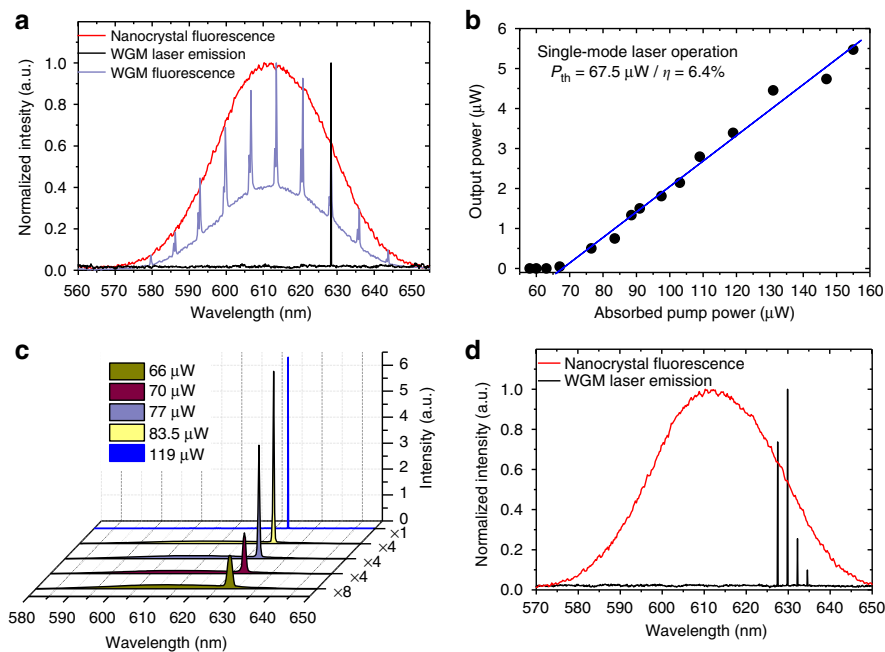 a
Nanocrystal fluorescence
WGM laser emission
WGM fluorescence
Normalized intesity (a.u.)
1.0
0.8
0.6
0.4
0.2
0.0
560 570 580 590 600 610 620 630 640 650
Wavelength (nm)
b
Single-mode laser operation
Pth = 67.5 μW / η = 6.4%
Output power (μW)
6
5
4
3
2
1
0
60 70 80 90 100 110 120 130 140 150 160
Absorbed pump power (μW)
c
66 μW
70 μW
77 μW
83.5 μW
119 μW
Intensity (a.u.)
6
5
4
3
2
1
0
×1
×4
×4
×8
580 590 600 610 620 630 640 650
Wavelength (nm)
d
Nanocrystal fluorescence
WGM laser emission
Normalized intensity (a.u.)
1.0
0.8
0.6
0.4
0.2
0.0
570 580 590 600 610 620 630 640 650
Wavelength (nm)